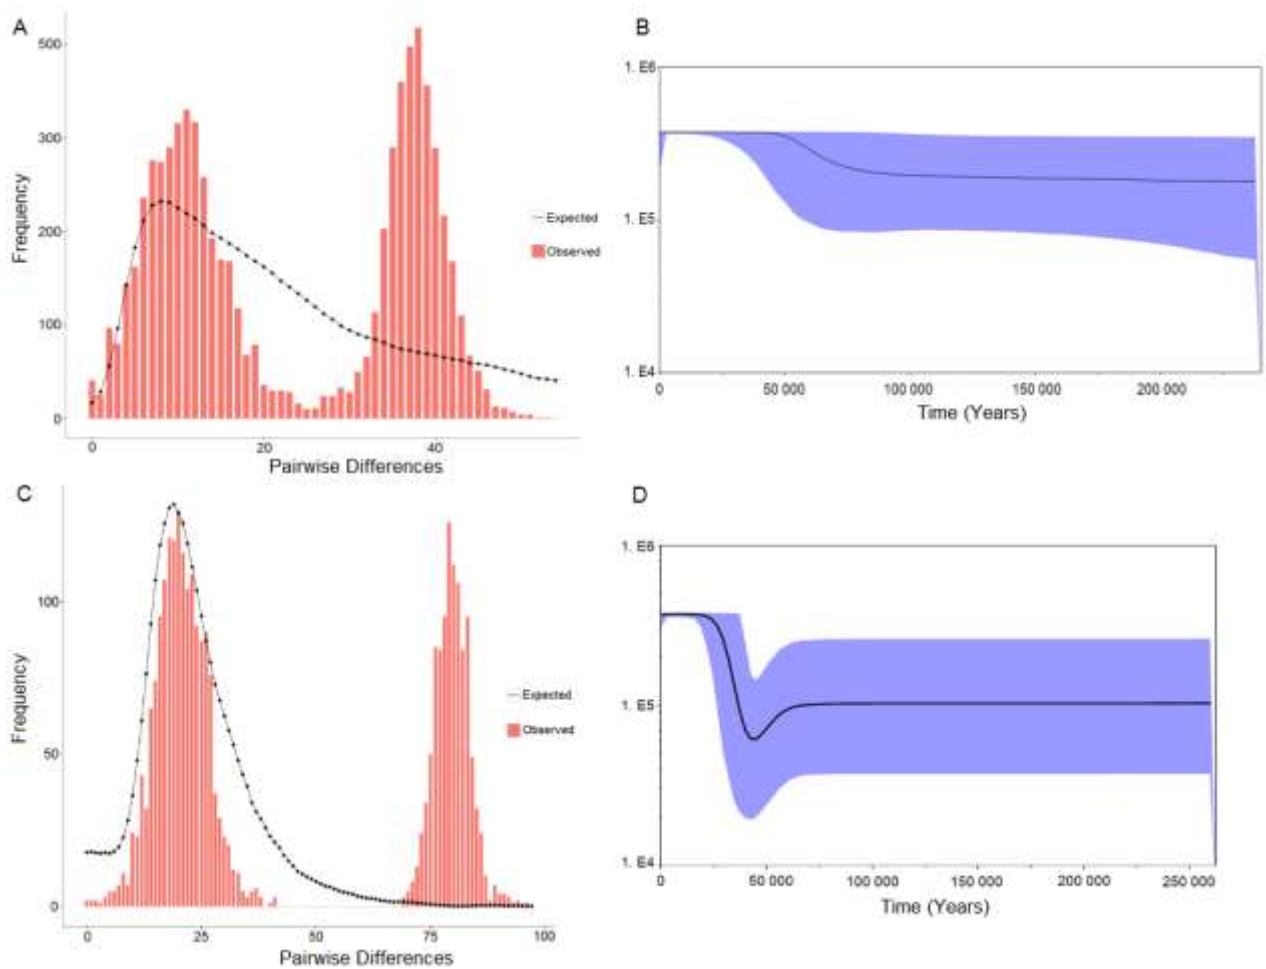 A
500
300
200
100
0
Frequency
Expected
Observed
0 20 40
Pairwise Differences
B
1. E6
1. E5
1. E4
0 50 000 100 000 150 000 200 000
Time (Years)
C
100
50
0
Frequency
Expected
Observed
0 25 50 75 100
Pairwise Differences
D
1. E6
1. E5
1. E4
0 50 000 100 000 150 000 200 000 250 000
Time (Years)